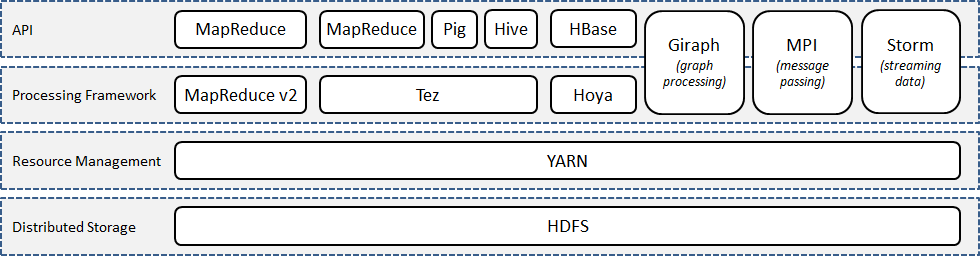 API
MapReduce
MapReduce
Pig
Hive
HBase
Giraph
(graph
processing)
MPI
(message
passing)
Storm
(streaming
data)
Processing Framework
MapReduce v2
Tez
Hoya
Resource Management
YARN
Distributed Storage
HDFS